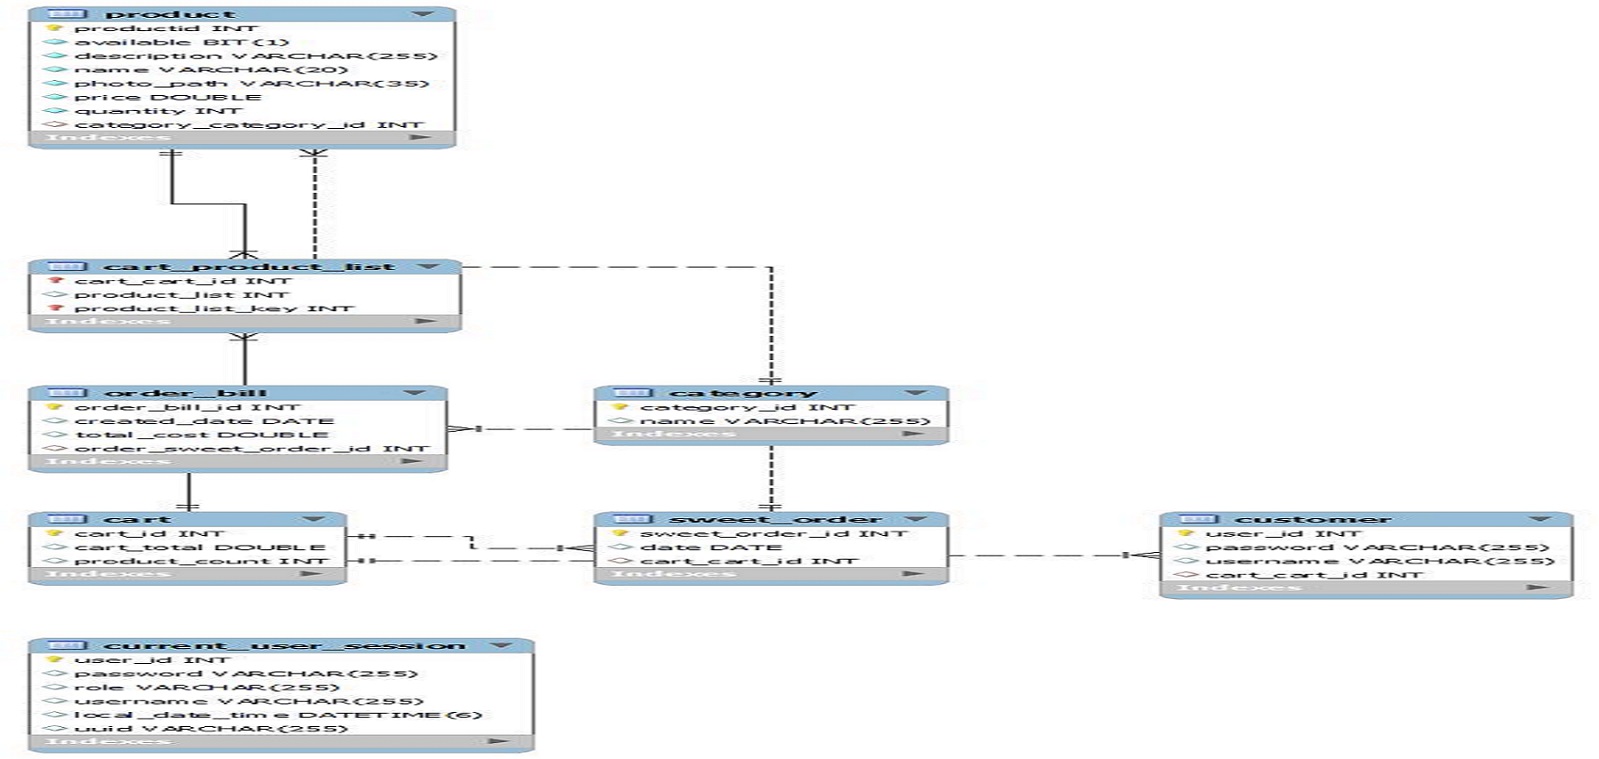 product
productid INT
available BIT(1)
description VARCHAR(255)
name VARCHAR(20)
photo_path VARCHAR(35)
price DOUBLE
quantity INT
category_category_id INT
Indexes
cart_product_list
cart_cart_id INT
product_list INT
product_list_key INT
Indexes
order_bill
order_bill_id INT
created_date DATE
total_cost DOUBLE
order_sweet_order_id INT
Indexes
category
category_id INT
name VARCHAR(255)
Indexes
cart
cart_id INT
cart_total DOUBLE
product_count INT
Indexes
sweet_order
sweet_order_id INT
date DATE
cart_cart_id INT
Indexes
customer
user_id INT
password VARCHAR(255)
username VARCHAR(255)
cart_cart_id INT
Indexes
current_user_session
user_id INT
password VARCHAR(255)
role VARCHAR(255)
username VARCHAR(255)
local_date_time DATETIME(6)
uuid VARCHAR(255)
Indexes